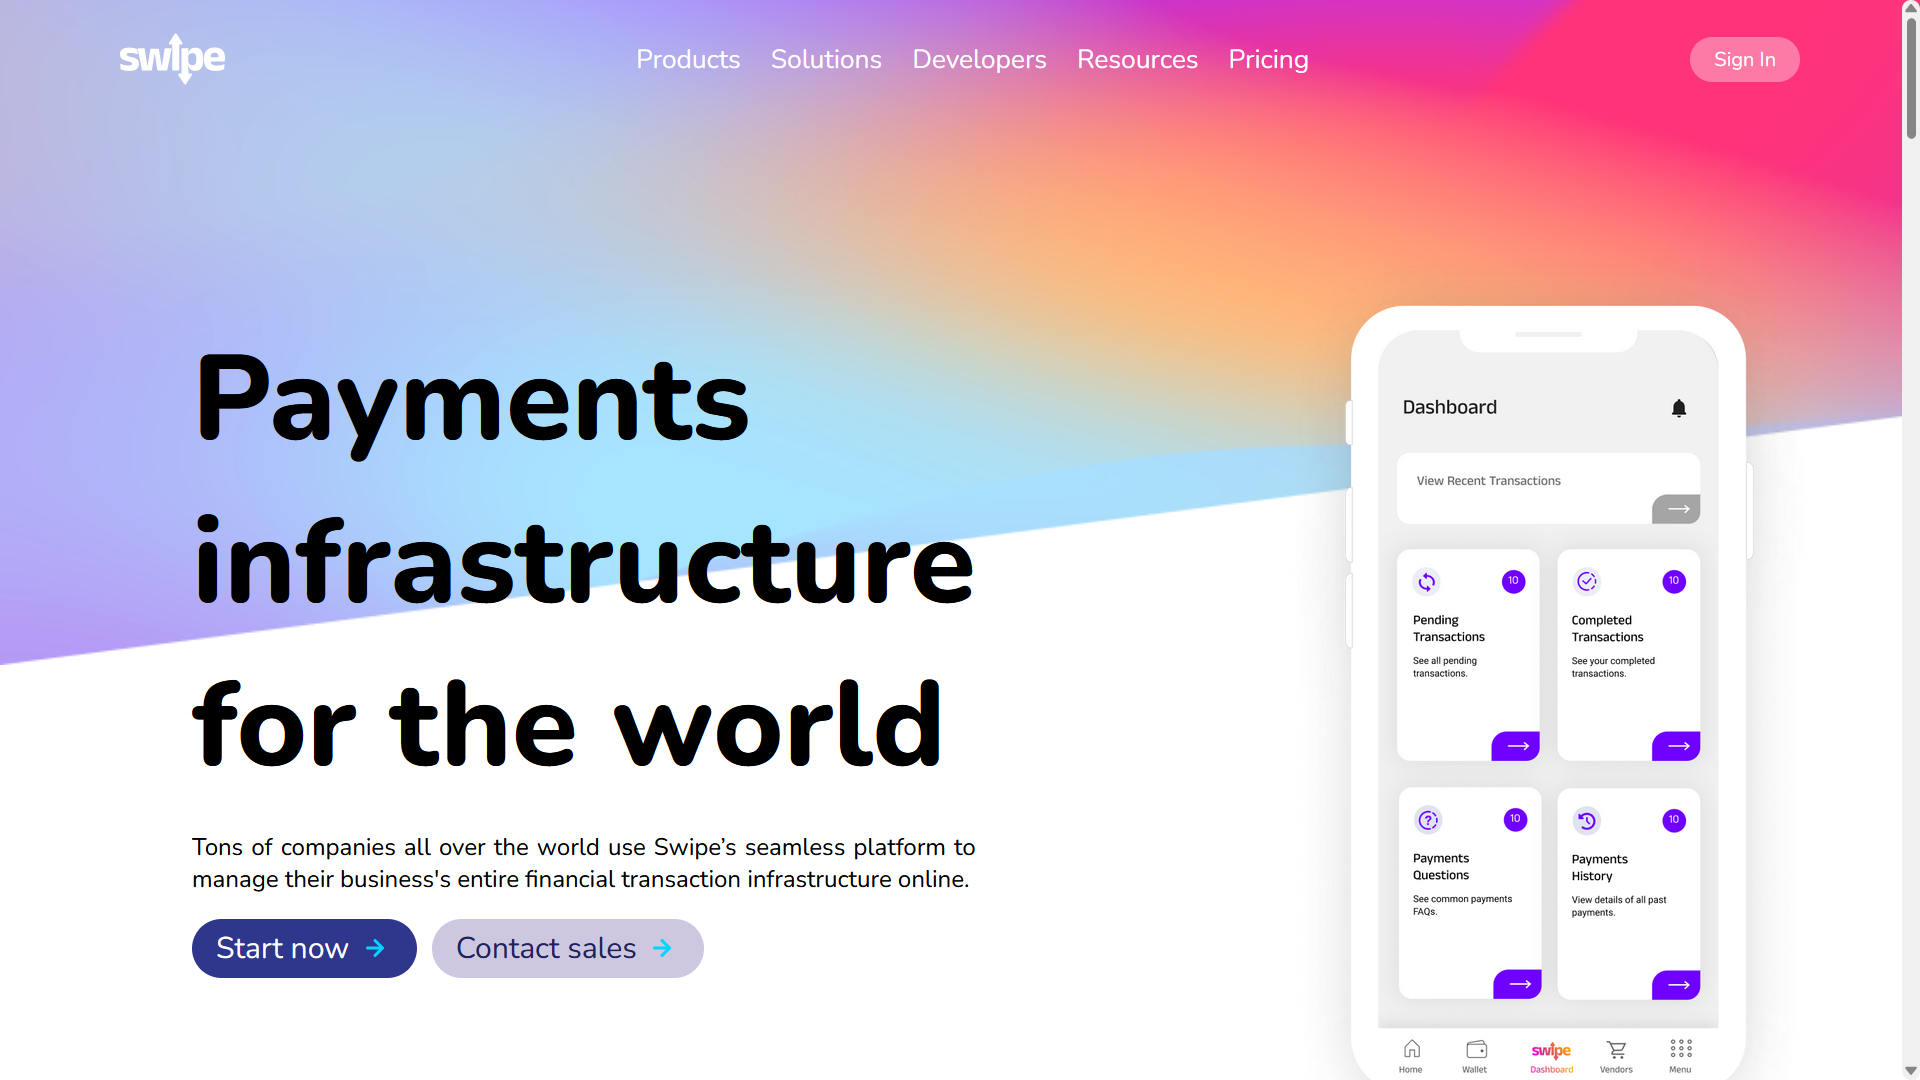 swipe
Products Solutions Developers Resources Pricing
Sign In
Payments
infrastructure
for the world
Tons of companies all over the world use Swipe’s seamless platform to
manage their business's entire financial transaction infrastructure online.
Start now
Contact sales
Dashboard
View Recent Transactions
10
Pending
Transactions
See all pending
transactions.
10
Completed
Transactions
See your completed
transactions.
10
Payments
Questions
See common payments
FAQs.
10
Payments
History
View details of all past
payments.
Home
Wallet
swipe
Dashboard
Vendors
Menu